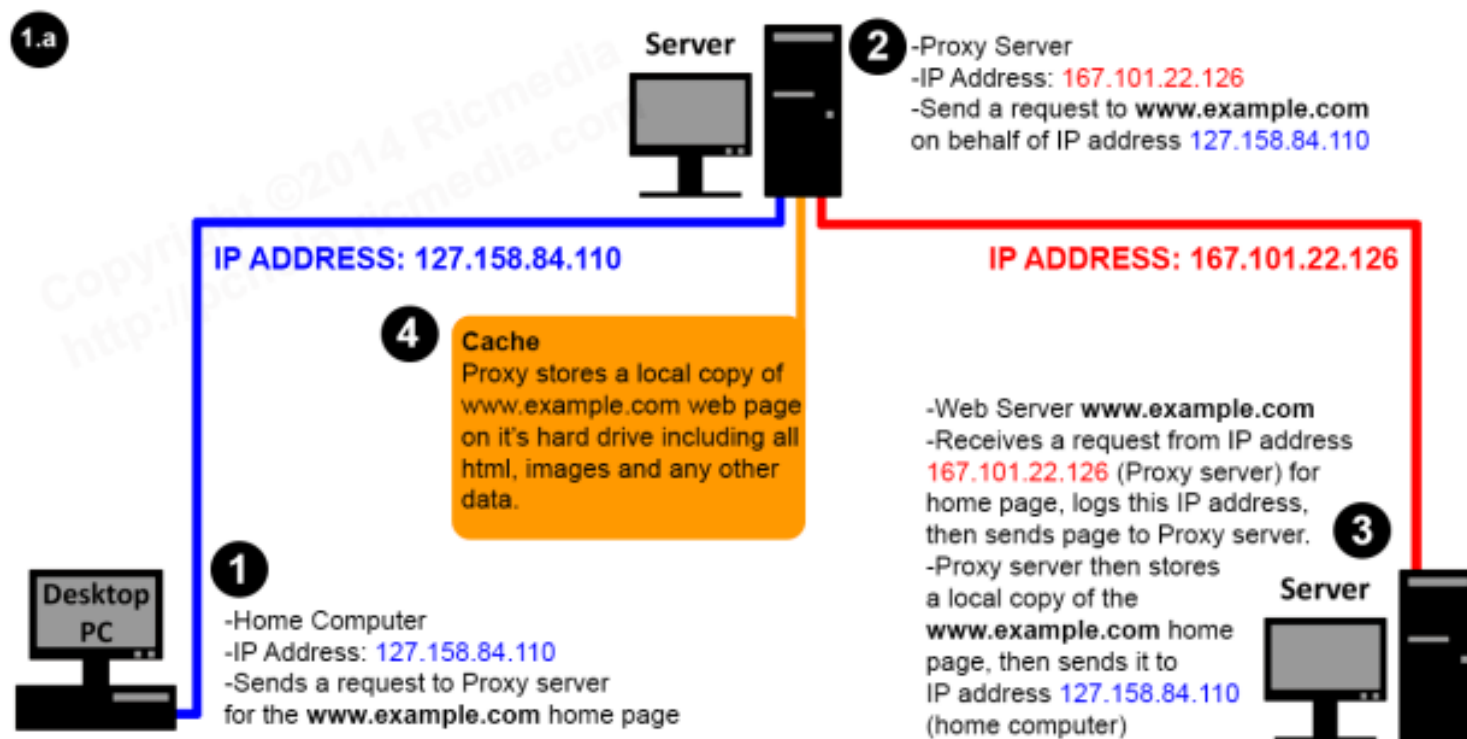 1.a
Server
2
-Proxy Server
-IP Address: 167.101.22.126
-Send a request to www.example.com
on behalf of IP address 127.158.84.110
Copyright ©2014 Ricmedia
IP ADDRESS: 127.158.84.110
IP ADDRESS: 167.101.22.126
4
Cache
Proxy stores a local copy of
www.example.com web page
on it's hard drive including all
html, images and any other
data.
1
Desktop
PC
-Home Computer
-IP Address: 127.158.84.110
-Sends a request to Proxy server
for the www.example.com home page
-Web Server www.example.com
-Receives a request from IP address
167.101.22.126 (Proxy server) for
home page, logs this IP address,
then sends page to Proxy server.
-Proxy server then stores
a local copy of the
www.example.com home
page, then sends it to
IP address 127.158.84.110
(home computer)
3
Server